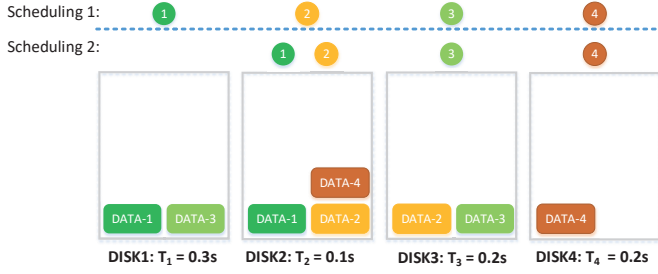 Scheduling 1: 1 2 3 4
Scheduling 2: 1 2 3 4
DATA-4
DATA-1 DATA-3 DATA-1 DATA-2 DATA-2 DATA-3 DATA-4
DISK1: T₁ = 0.3s DISK2: T₂ = 0.1s DISK3: T₃ = 0.2s DISK4: T₄ = 0.2s